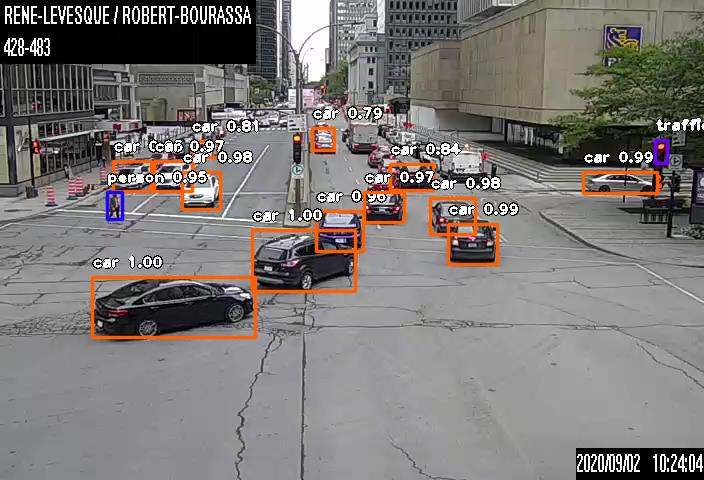 RENE-LEVESQUE / ROBERT-BOURASSA
428-483
car 0.79
car 0.81
traffic
car 0.97
car 0.84
car 0.98
car 0.99
person 0.95
car 0.97
car 0.98
car 0.96
car 1.00
car 0.99
car 1.00
2020/09/02 10:24:04